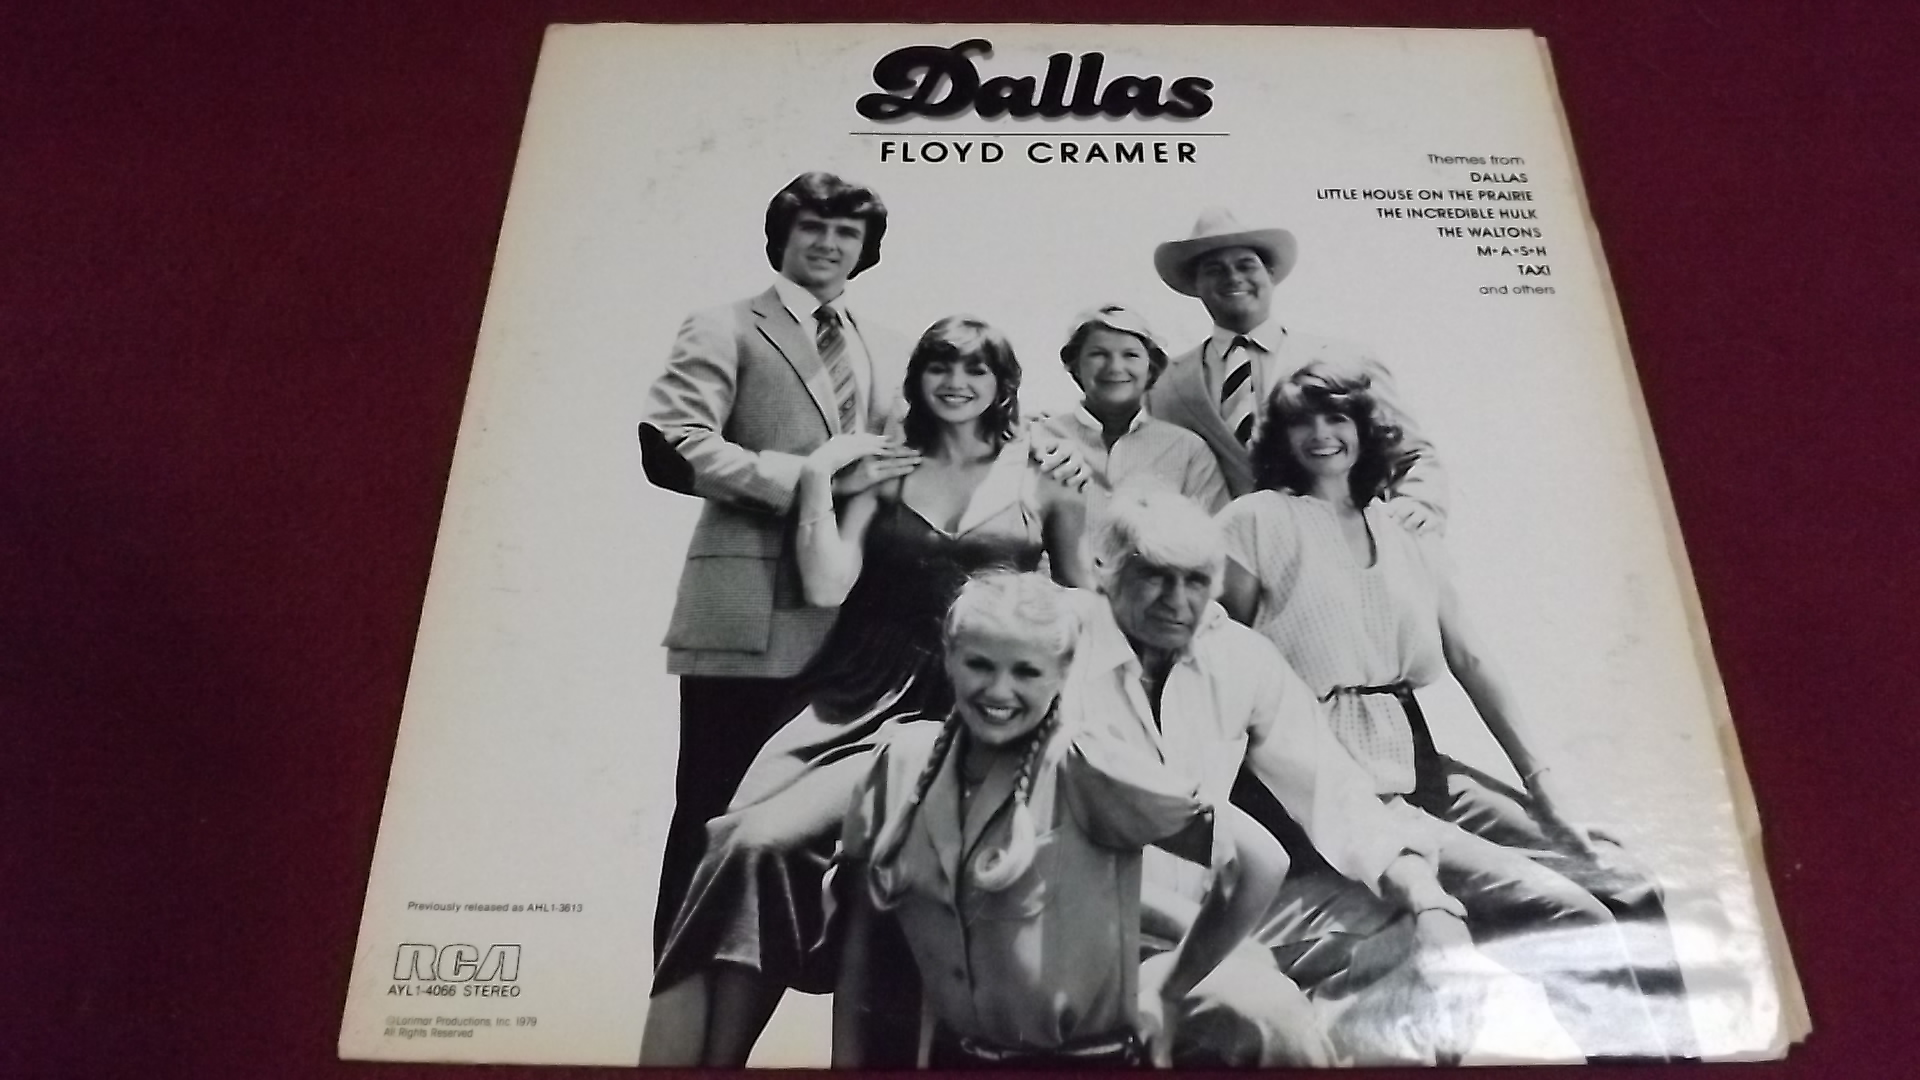 Dallas
FLOYD CRAMER
Themes from
DALLAS
LITTLE HOUSE ON THE PRAIRIE
THE INCREDIBLE HULK
THE WALTONS
M*A*S*H
TAXI
and others
Previously released as AHL1-3613
RCA
AYL1-4066 STEREO
©Lorimar Productions, Inc. 1979
All Rights Reserved